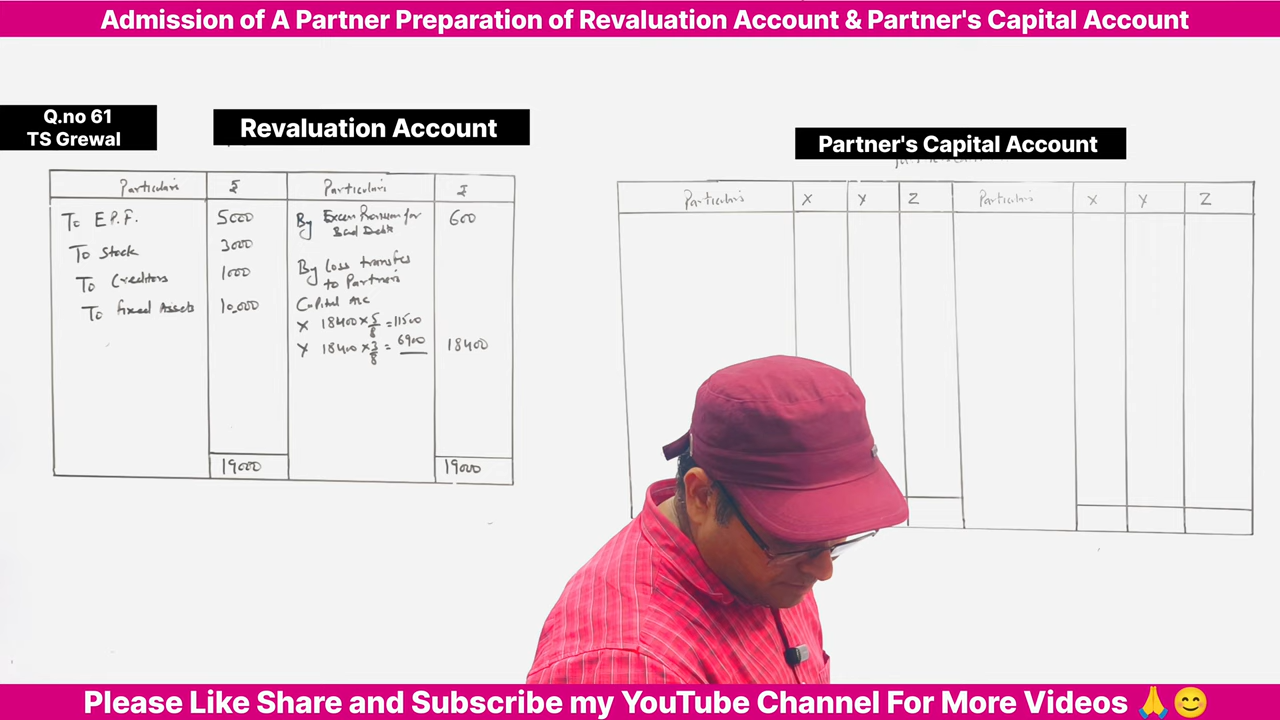 Admission of A Partner Preparation of Revaluation Account & Partner's Capital Account
Q.no 61
TS Grewal
Revaluation Account
Partner's Capital Account
Particulars ₹ Particulars ₹
To E.P.F. 5000 By Excess Provision for 600
Bad Debts
To Stock 3000
To Creditors 1000 By loss transfer
to Partners
To fixed Assets 10,000 Capital A/c
X 18400 x 5/8 = 11500
Y 18400 x 3/8 = 6900 18400
19000 19000
Particulars X Y Z Particulars X Y Z
Please Like Share and Subscribe my YouTube Channel For More Videos 🙏😊